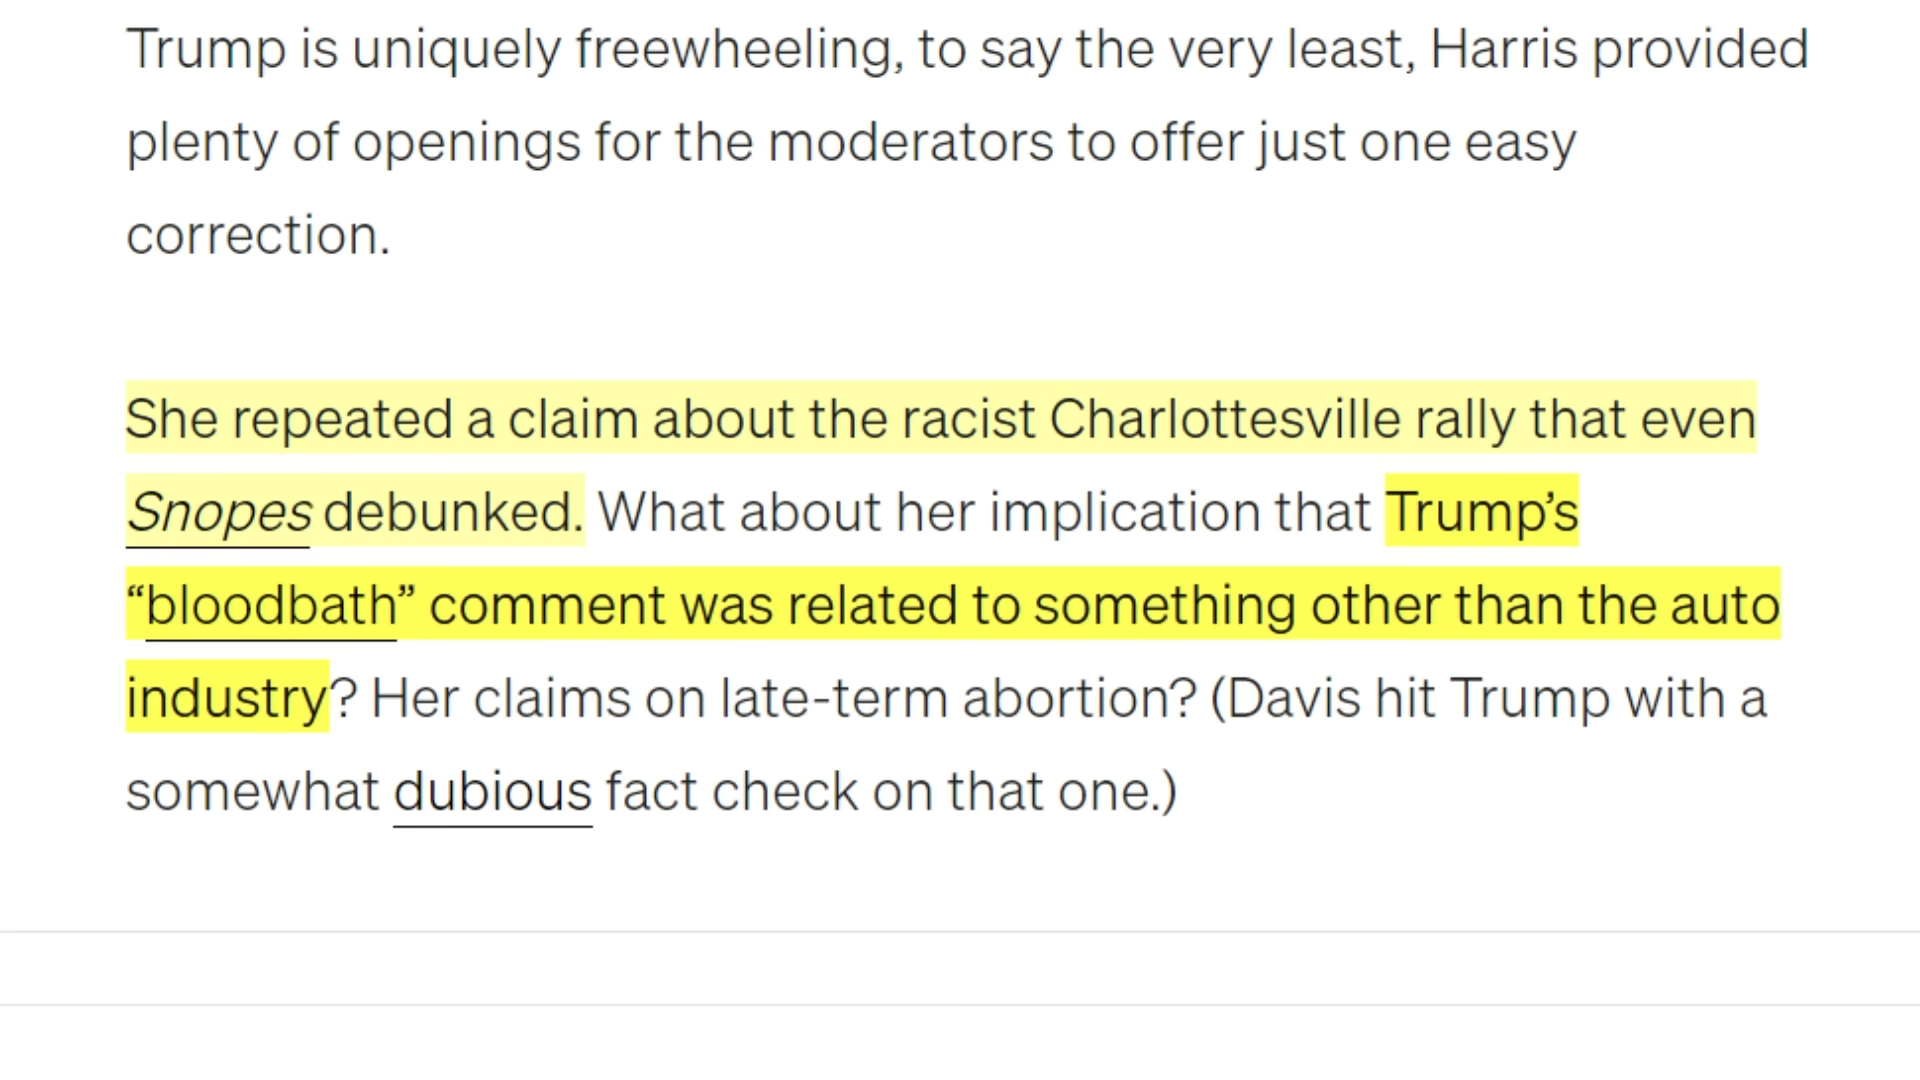 Trump is uniquely freewheeling, to say the very least, Harris provided
plenty of openings for the moderators to offer just one easy
correction.
She repeated a claim about the racist Charlottesville rally that even
Snopes debunked. What about her implication that Trump’s
“bloodbath” comment was related to something other than the auto
industry? Her claims on late-term abortion? (Davis hit Trump with a
somewhat dubious fact check on that one.)